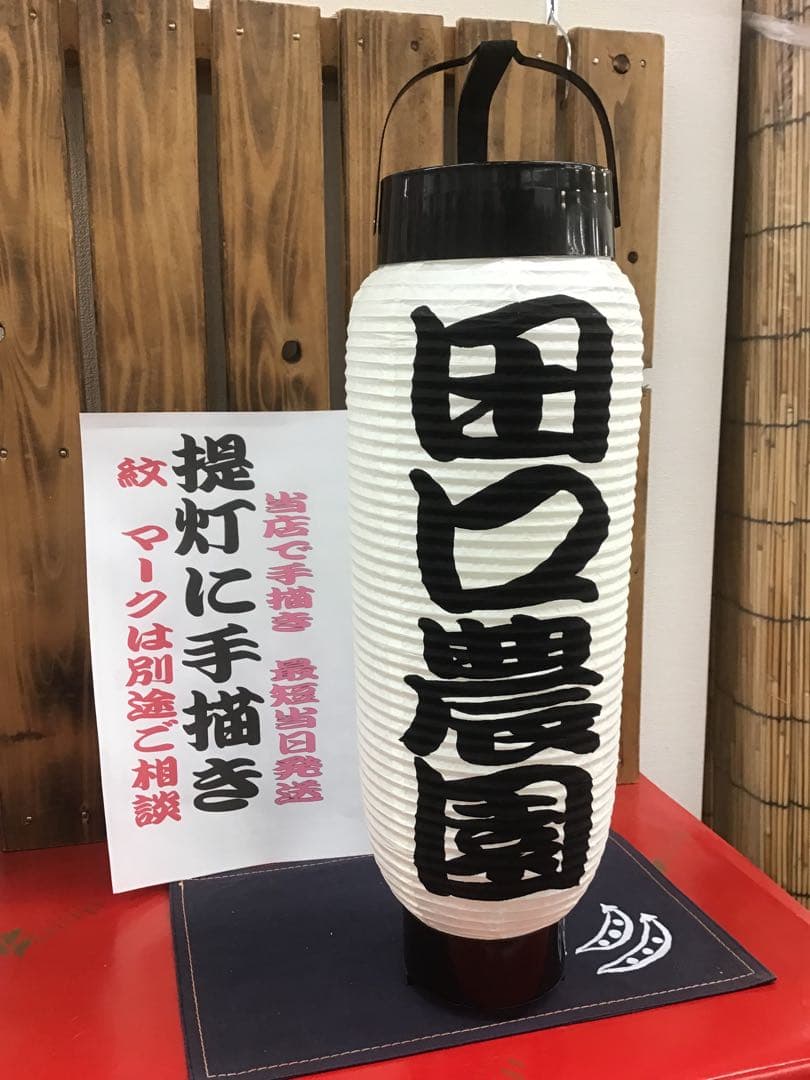 当店で手描き 最短当日発送
提灯に手描き
紋 マークは別途ご相談
田口農園